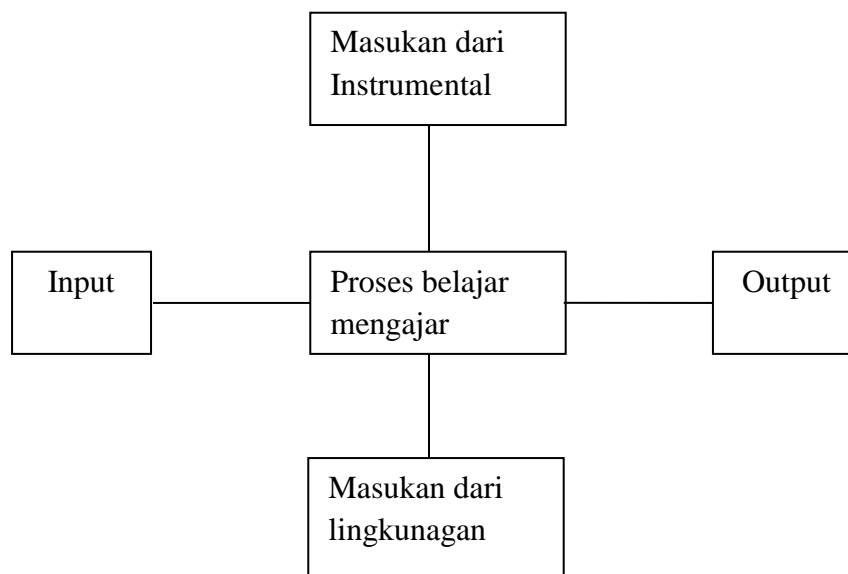 Masukan dari
Instrumental
Input
Proses belajar
mengajar
Output
Masukan dari
lingkunagan